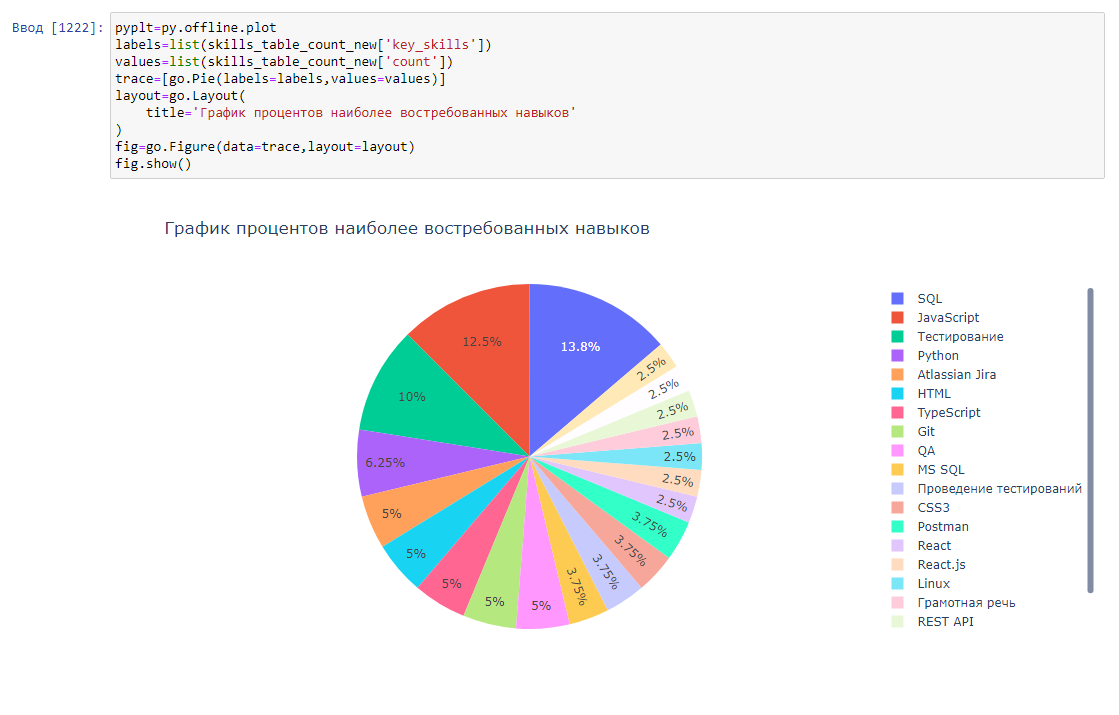 Ввод [1222]:
pyplt=py.offline.plot
labels=list(skills_table_count_new['key_skills'])
values=list(skills_table_count_new['count'])
trace=[go.Pie(labels=labels,values=values)]
layout=go.Layout(
    title='График процентов наиболее востребованных навыков'
)
fig=go.Figure(data=trace,layout=layout)
fig.show()
График процентов наиболее востребованных навыков
13.8%
12.5%
10%
6.25%
5%
5%
5%
5%
5%
3.75%
3.75%
3.75%
3.75%
2.5%
2.5%
2.5%
2.5%
2.5%
2.5%
2.5%
SQL
JavaScript
Тестирование
Python
Atlassian Jira
HTML
TypeScript
Git
QA
MS SQL
Проведение тестирований
CSS3
Postman
React
React.js
Linux
Грамотная речь
REST API